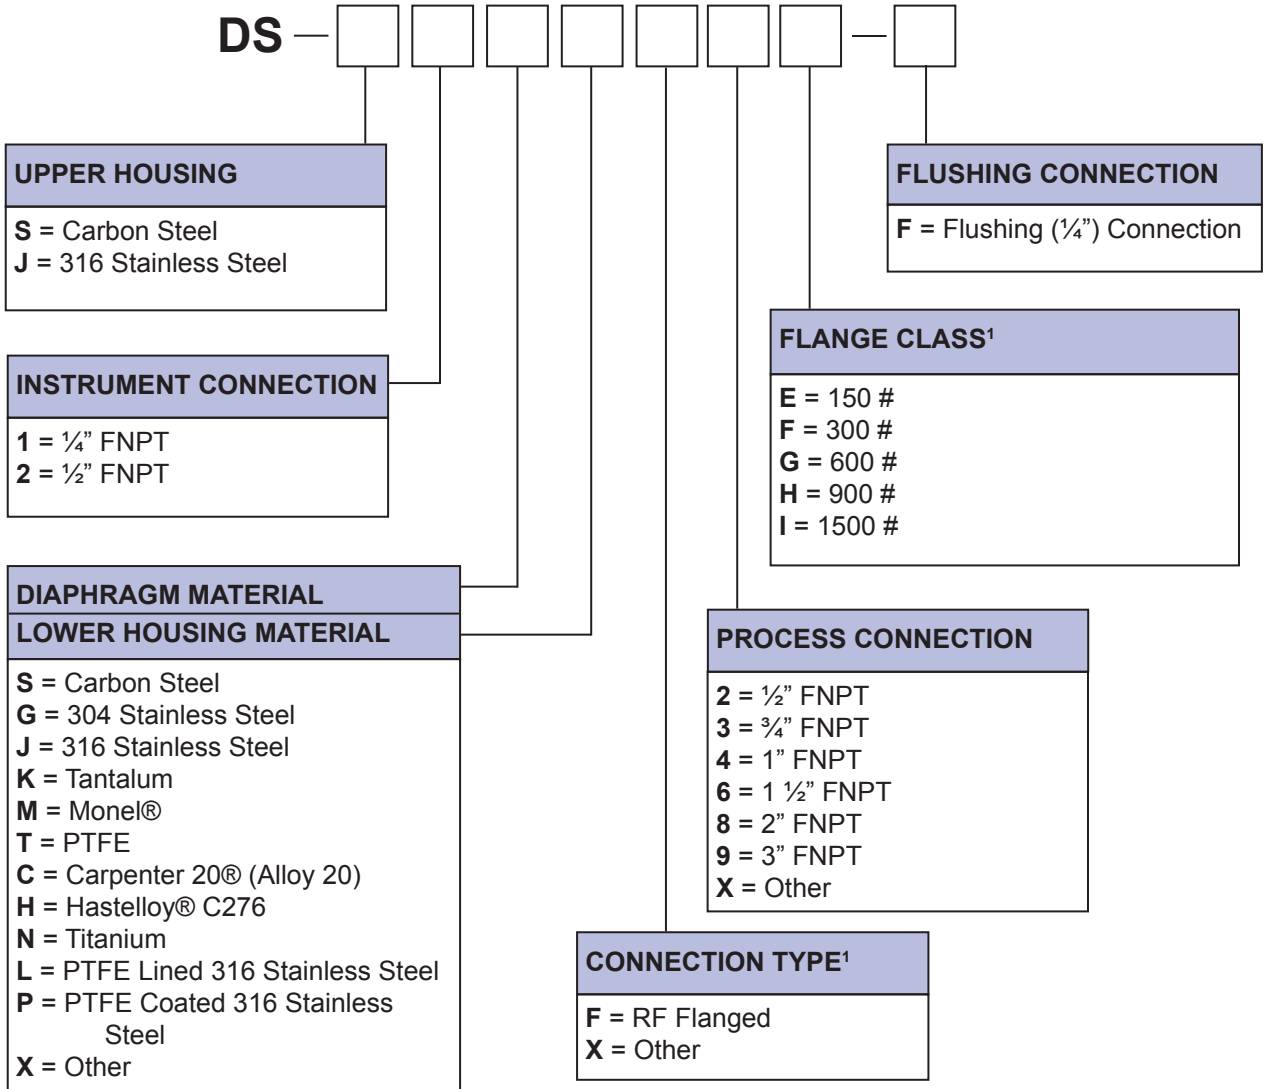 DS
UPPER HOUSING
S = Carbon Steel
J = 316 Stainless Steel
INSTRUMENT CONNECTION
1 = ¼” FNPT
2 = ½” FNPT
DIAPHRAGM MATERIAL
LOWER HOUSING MATERIAL
S = Carbon Steel
G = 304 Stainless Steel
J = 316 Stainless Steel
K = Tantalum
M = Monel®
T = PTFE
C = Carpenter 20® (Alloy 20)
H = Hastelloy® C276
N = Titanium
L = PTFE Lined 316 Stainless Steel
P = PTFE Coated 316 Stainless
Steel
X = Other
CONNECTION TYPE¹
F = RF Flanged
X = Other
PROCESS CONNECTION
2 = ½” FNPT
3 = ¾” FNPT
4 = 1” FNPT
6 = 1 ½” FNPT
8 = 2” FNPT
9 = 3” FNPT
X = Other
FLANGE CLASS¹
E = 150 #
F = 300 #
G = 600 #
H = 900 #
I = 1500 #
FLUSHING CONNECTION
F = Flushing (¼”) Connection